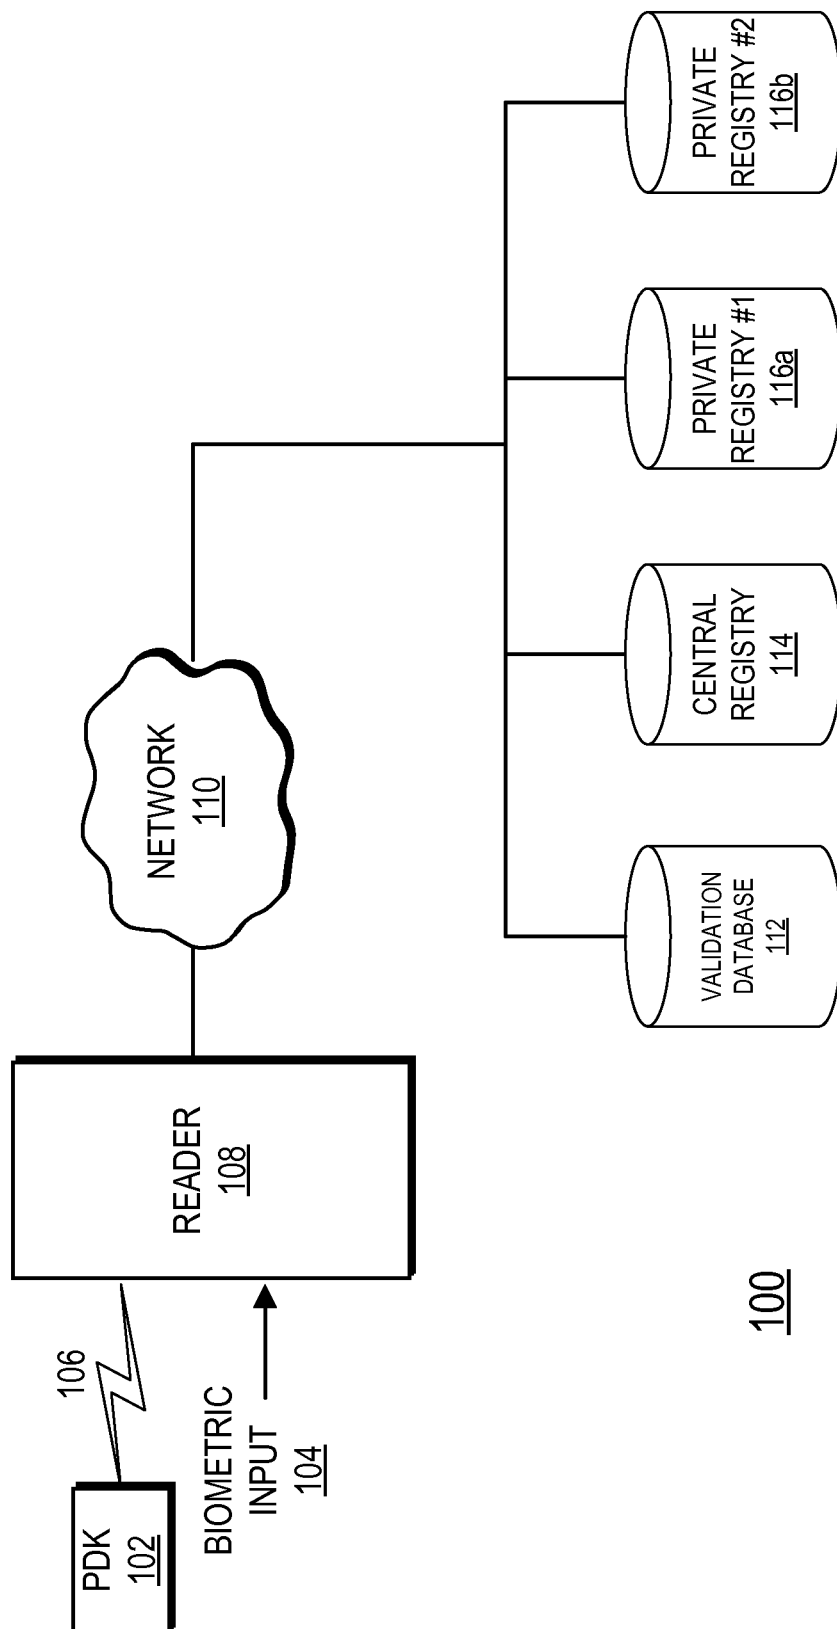 PDK
102
106
BIOMETRIC
INPUT
104
READER
108
NETWORK
110
VALIDATION
DATABASE
112
CENTRAL
REGISTRY
114
PRIVATE
REGISTRY #1
116a
PRIVATE
REGISTRY #2
116b
100